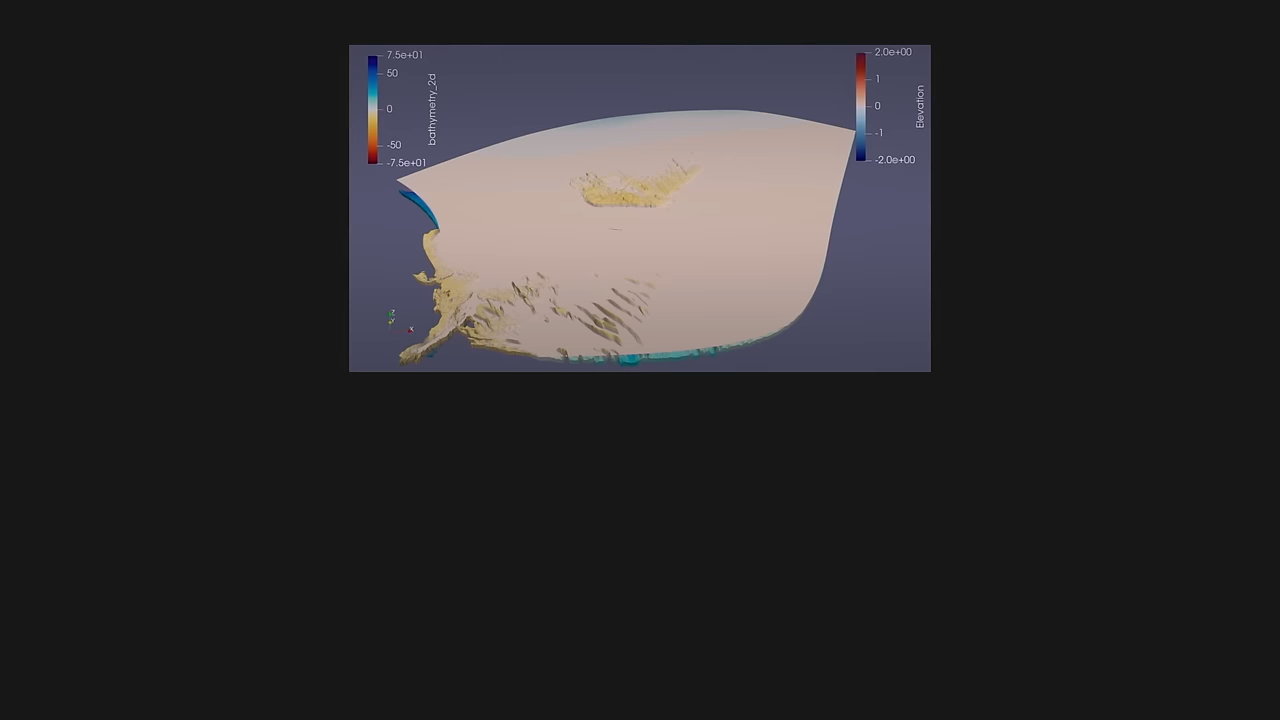 7.5e+01
50
0
-50
-7.5e+01
bathymetry_2d
2.0e+00
1
0
-1
-2.0e+00
Elevation
X